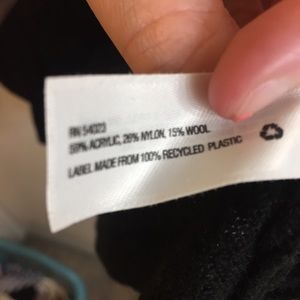 RN 54023
59% ACRYLIC, 26% NYLON, 15% WOOL
LABEL MADE FROM 100% RECYCLED PLASTIC